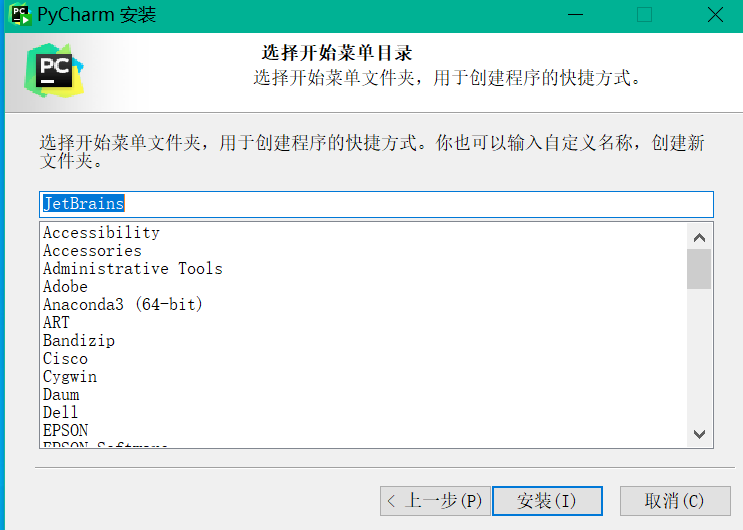 PyCharm 安装
PC
选择开始菜单目录
选择开始菜单文件夹，用于创建程序的快捷方式。
选择开始菜单文件夹，用于创建程序的快捷方式。你也可以输入自定义名称，创建新
文件夹。
JetBrains
Accessibility
Accessories
Administrative Tools
Adobe
Anaconda3 (64-bit)
ART
Bandizip
Cisco
Cygwin
Daum
Dell
EPSON
EPSON Software
< 上一步(P)
安装(I)
取消(C)